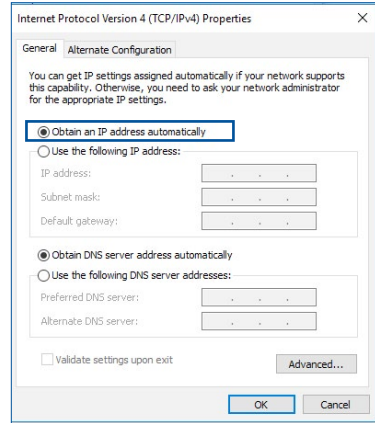 Internet Protocol Version 4 (TCP/IPv4) Properties
General
Alternate Configuration
You can get IP settings assigned automatically if your network supports
this capability. Otherwise, you need to ask your network administrator
for the appropriate IP settings.
Obtain an IP address automatically
Use the following IP address:
IP address:
Subnet mask:
Default gateway:
Obtain DNS server address automatically
Use the following DNS server addresses:
Preferred DNS server:
Alternate DNS server:
Validate settings upon exit
Advanced...
OK
Cancel